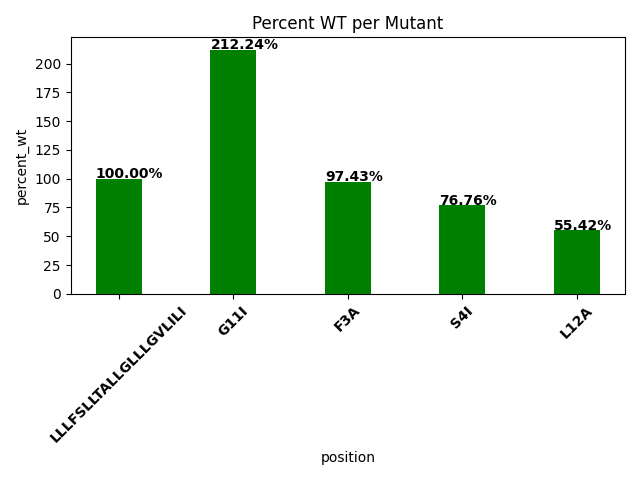 Percent WT per Mutant
percent_wt
200
175
150
125
100
75
50
25
0
100.00%
212.24%
97.43%
76.76%
55.42%
LLLFSLLTALLGLLLGVLILI
G11I
F3A
S4I
L12A
position